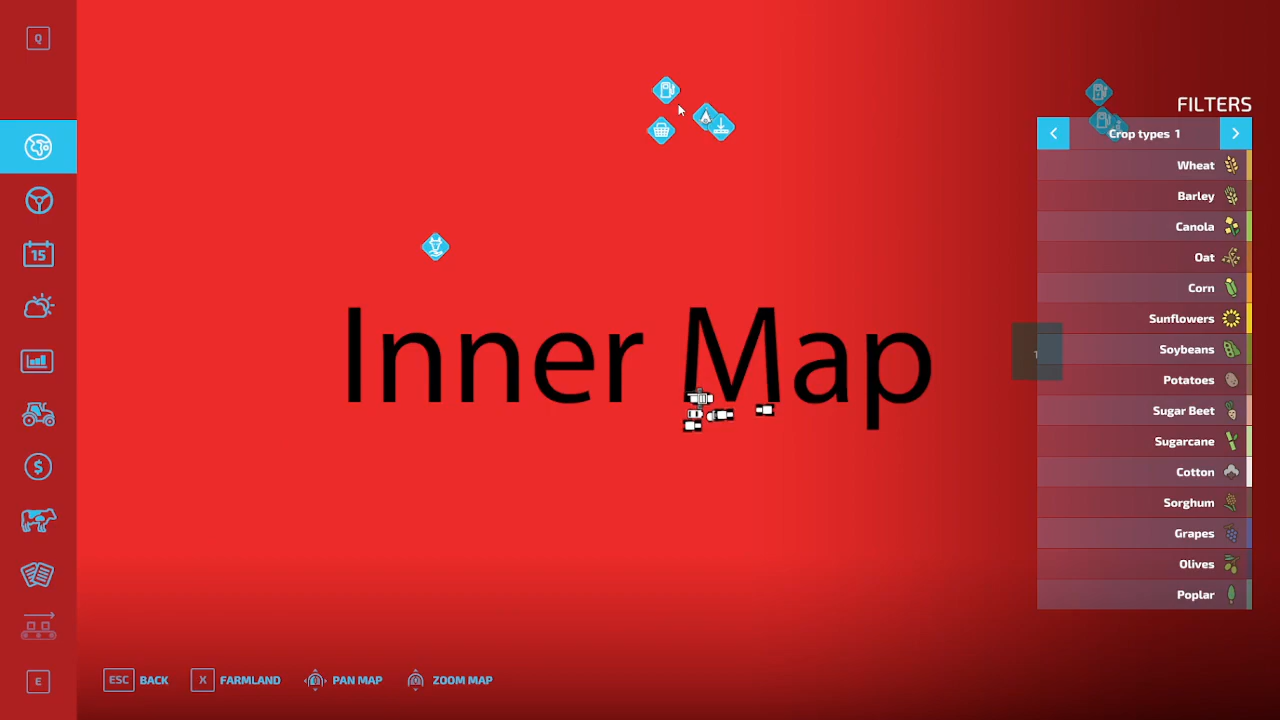 Q
FILTERS
Crop types 1
Wheat
Barley
Canola
15
Oat
Corn
Sunflowers
Inner Map
1
Soybeans
Potatoes
Sugar Beet
Sugarcane
$
Cotton
Sorghum
Grapes
Olives
Poplar
E
ESC BACK X FARMLAND PAN MAP ZOOM MAP